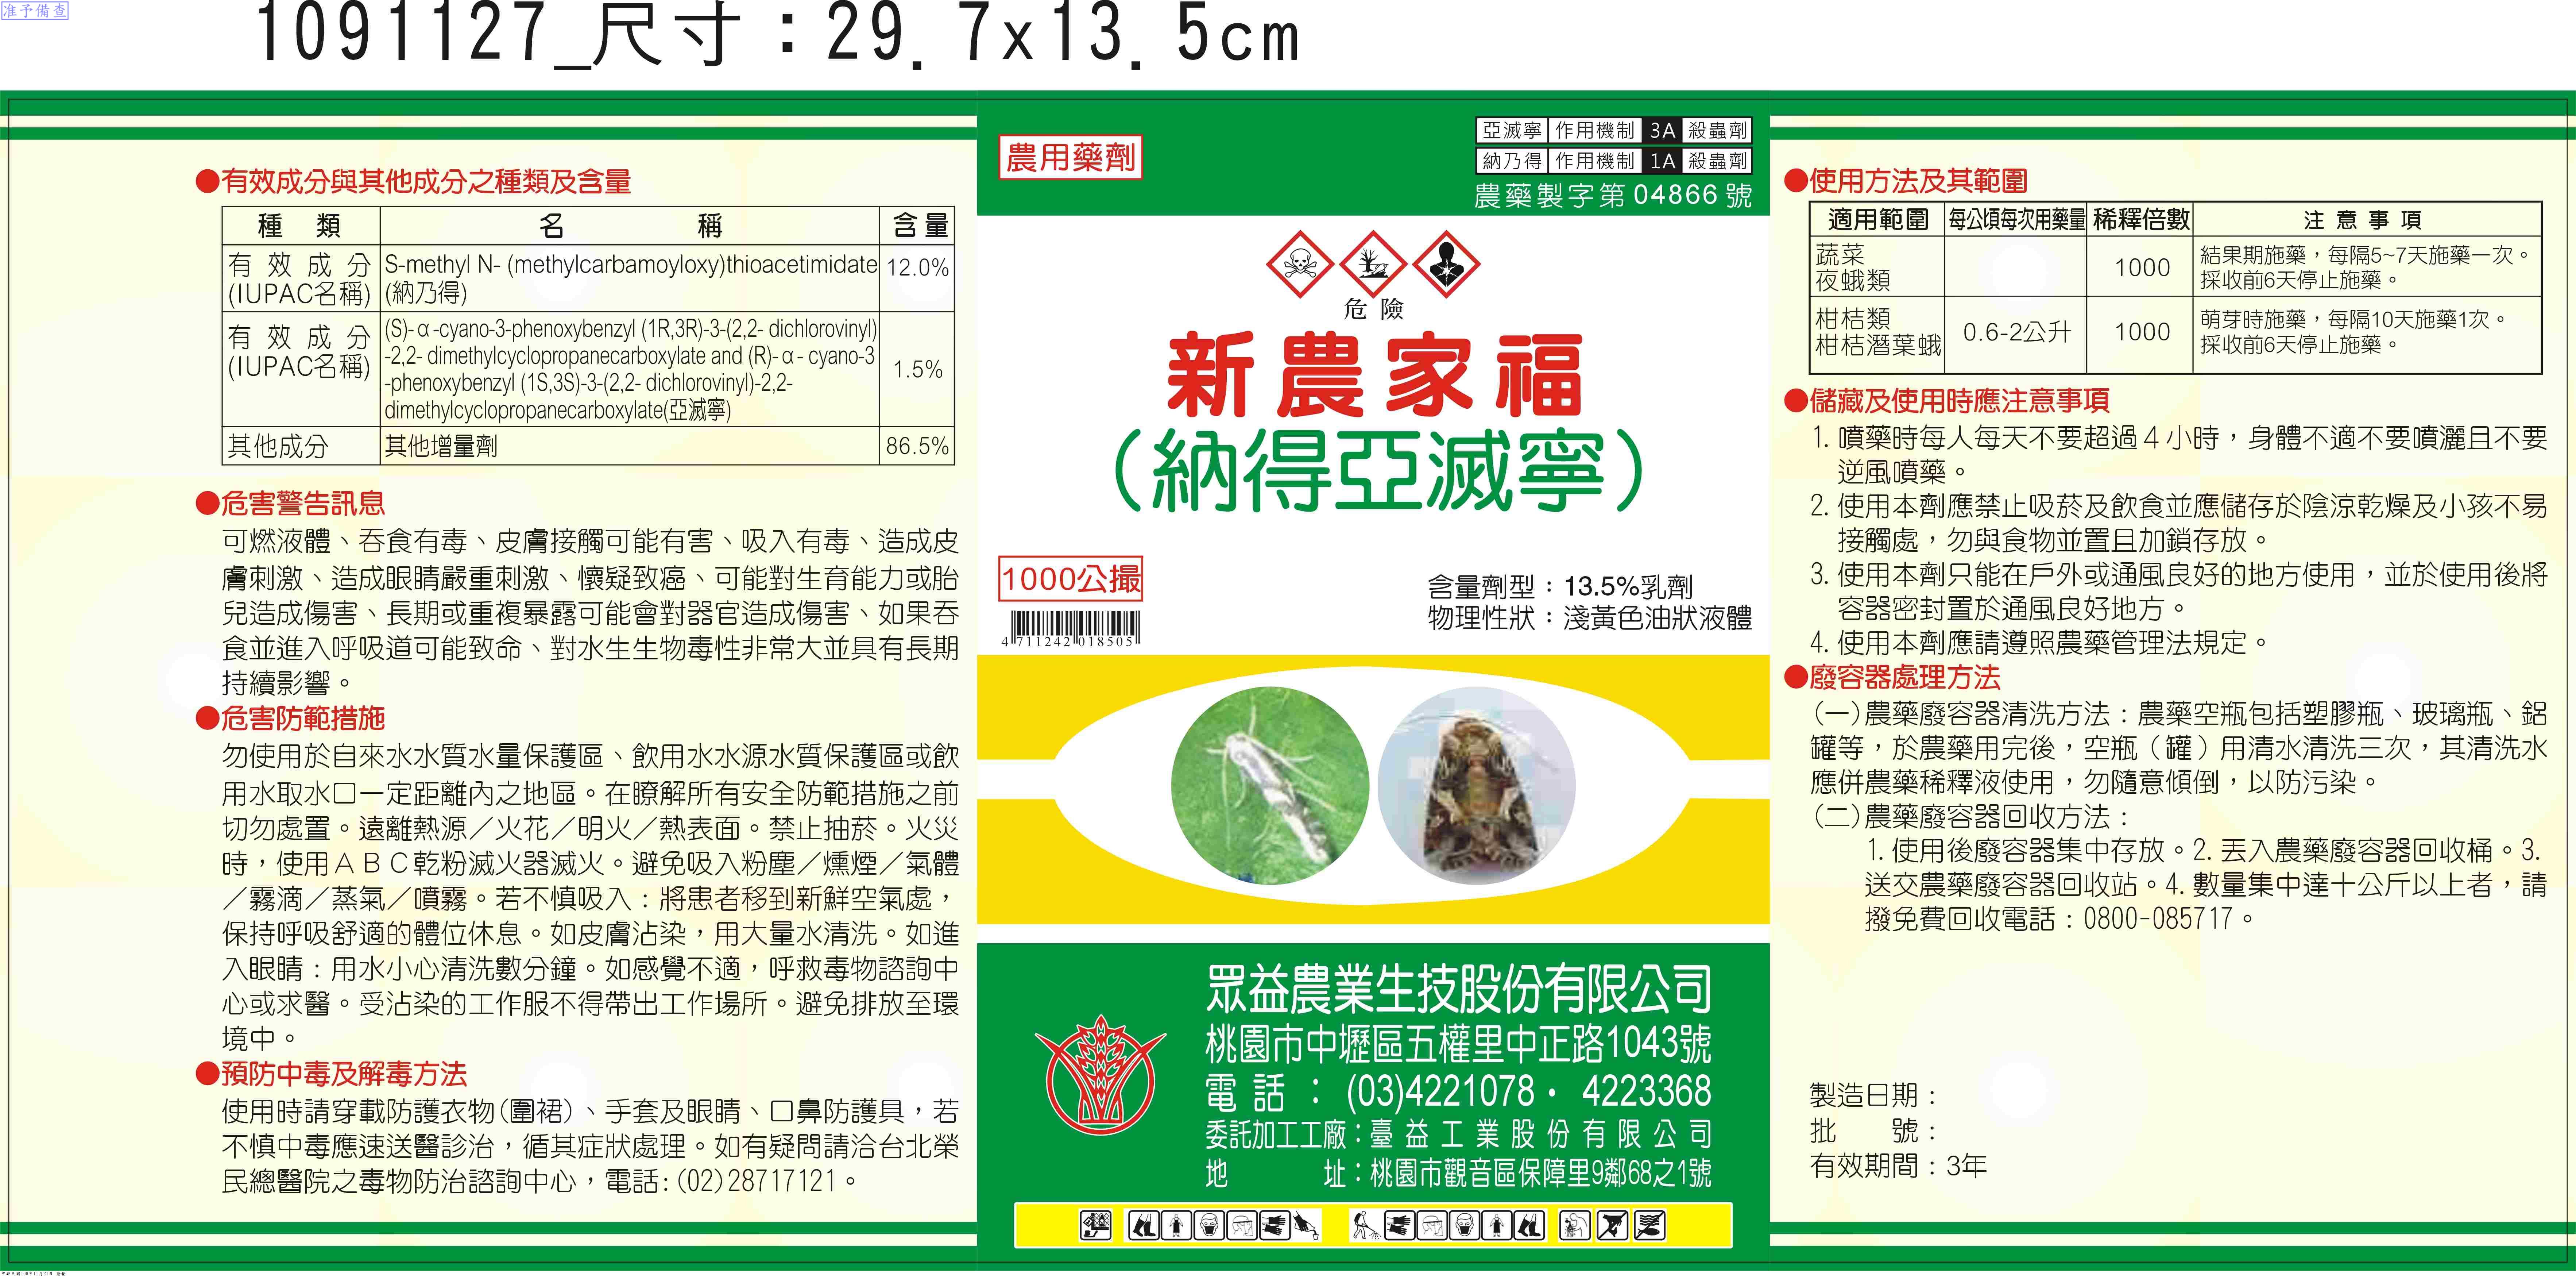 准予備查
1091127_尺寸：29.7x13.5cm
●有效成分與其他成分之種類及含量
種類 名稱 含量
有效成分 (IUPAC名稱) S-methyl N- (methylcarbamoyloxy)thioacetimidate 12.0%
(納乃得)
有效成分 (IUPAC名稱) (S)-α-cyano-3-phenoxybenzyl (1R,3R)-3-(2,2- dichlorovinyl)
-2,2- dimethylcyclopropanecarboxylate and (R)-α- cyano-3
-phenoxybenzyl (1S,3S)-3-(2,2- dichlorovinyl)-2,2- 1.5%
dimethylcyclopropanecarboxylate(亞滅寧)
其他成分 其他增量劑 86.5%
●危害警告訊息
可燃液體、吞食有毒、皮膚接觸可能有害、吸入有毒、造成皮
膚刺激、造成眼睛嚴重刺激、懷疑致癌、可能對生育能力或胎
兒造成傷害、長期或重複暴露可能會對器官造成傷害、如果吞
食並進入呼吸道可能致命、對水生生物毒性非常大並具有長期
持續影響。
●危害防範措施
勿使用於自來水水質水量保護區、飲用水水源水質保護區或飲
用水取水口一定距離內之地區。在瞭解所有安全防範措施之前
切勿處置。遠離熱源／火花／明火／熱表面。禁止抽菸。火災
時，使用ＡＢＣ乾粉滅火器滅火。避免吸入粉塵／燻煙／氣體
／霧滴／蒸氣／噴霧。若不慎吸入：將患者移到新鮮空氣處，
保持呼吸舒適的體位休息。如皮膚沾染，用大量水清洗。如進
入眼睛：用水小心清洗數分鐘。如感覺不適，呼救毒物諮詢中
心或求醫。受沾染的工作服不得帶出工作場所。避免排放至環
境中。
●預防中毒及解毒方法
使用時請穿載防護衣物(圍裙)、手套及眼睛、口鼻防護具，若
不慎中毒應速送醫診治，循其症狀處理。如有疑問請洽台北榮
民總醫院之毒物防治諮詢中心，電話:(02)28717121。
農用藥劑
亞滅寧 作用機制 3A 殺蟲劑
納乃得 作用機制 1A 殺蟲劑
農藥製字第04866號
危險
新農家福
（納得亞滅寧）
1000公撮
4 711242 018505
含量劑型：13.5%乳劑
物理性狀：淺黃色油狀液體
眾益農業生技股份有限公司
桃園市中壢區五權里中正路1043號
電話：(03)4221078・4223368
委託加工工廠：臺益工業股份有限公司
地址：桃園市觀音區保障里9鄰68之1號
●使用方法及其範圍
適用範圍 每公頃每次用藥量 稀釋倍數 注意事項
蔬菜 夜蛾類 1000 結果期施藥，每隔5~7天施藥一次。
採收前6天停止施藥。
柑桔類 柑桔潛葉蛾 0.6-2公升 1000 萌芽時施藥，每隔10天施藥1次。
採收前6天停止施藥。
●儲藏及使用時應注意事項
1. 噴藥時每人每天不要超過４小時，身體不適不要噴灑且不要
逆風噴藥。
2. 使用本劑應禁止吸菸及飲食並應儲存於陰涼乾燥及小孩不易
接觸處，勿與食物並置且加鎖存放。
3. 使用本劑只能在戶外或通風良好的地方使用，並於使用後將
容器密封置於通風良好地方。
4. 使用本劑應請遵照農藥管理法規定。
●廢容器處理方法
(一)農藥廢容器清洗方法：農藥空瓶包括塑膠瓶、玻璃瓶、鋁
罐等，於農藥用完後，空瓶（罐）用清水清洗三次，其清洗水
應併農藥稀釋液使用，勿隨意傾倒，以防污染。
(二)農藥廢容器回收方法：
1. 使用後廢容器集中存放。2. 丟入農藥廢容器回收桶。3.
送交農藥廢容器回收站。4. 數量集中達十公斤以上者，請
撥免費回收電話：0800-085717。
製造日期：
批號：
有效期間：3年